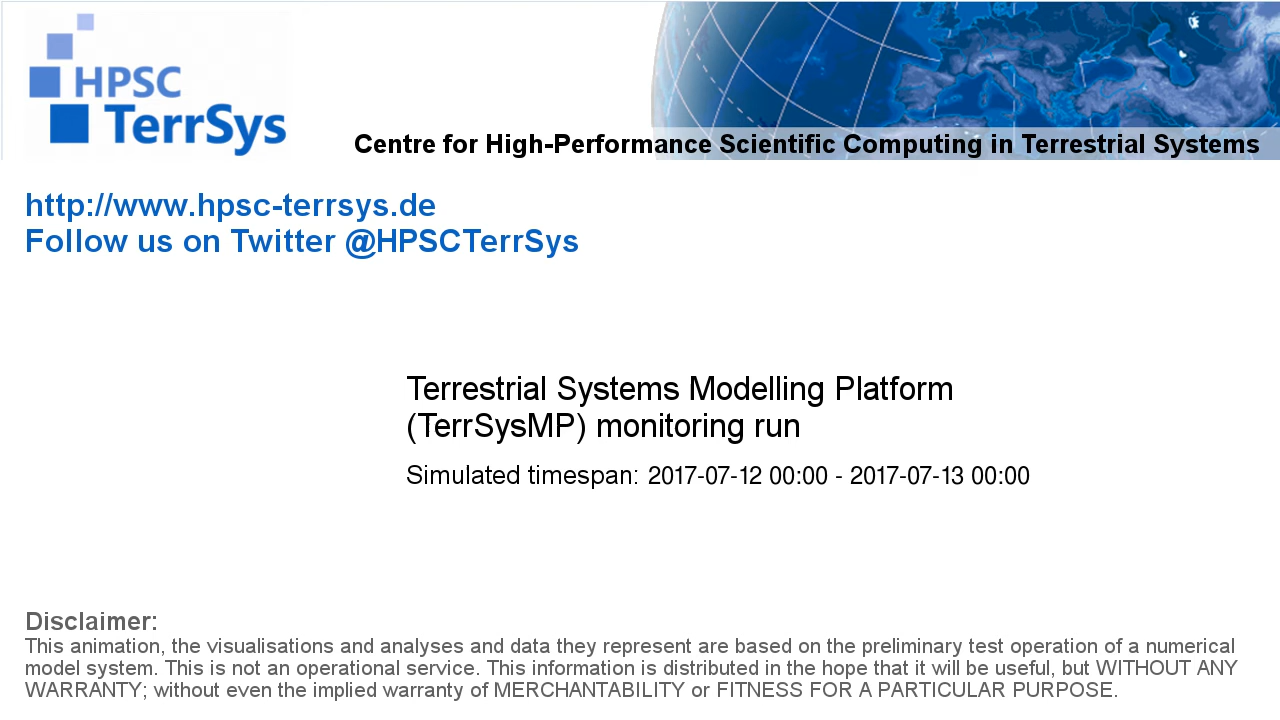 HPSC
TerrSys
Centre for High-Performance Scientific Computing in Terrestrial Systems
http://www.hpsc-terrsys.de
Follow us on Twitter @HPSCTerrSys
Terrestrial Systems Modelling Platform
(TerrSysMP) monitoring run
Simulated timespan: 2017-07-12 00:00 - 2017-07-13 00:00
Disclaimer:
This animation, the visualisations and analyses and data they represent are based on the preliminary test operation of a numerical
model system. This is not an operational service. This information is distributed in the hope that it will be useful, but WITHOUT ANY
WARRANTY; without even the implied warranty of MERCHANTABILITY or FITNESS FOR A PARTICULAR PURPOSE.